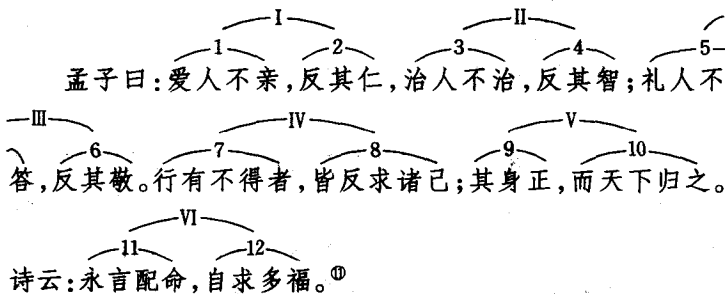 I II
1 2 3 4 5
孟子曰:爱人不亲,反其仁,治人不治,反其智;礼人不
III IV V
6 7 8 9 10
答,反其敬。行有不得者,皆反求诸己;其身正,而天下归之。
VI
11 12
诗云:永言配命,自求多福。⑪